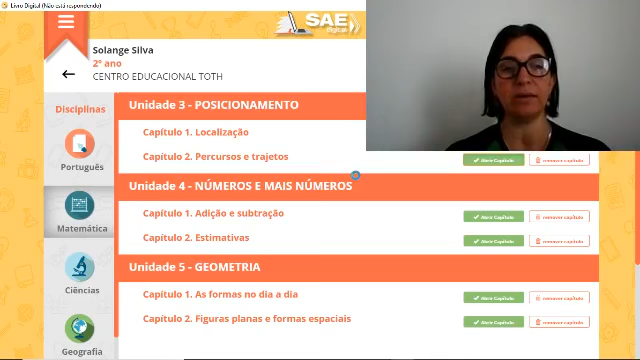 Livro Digital (Não está respondendo)
SAE
Digital
Solange Silva
2º ano
CENTRO EDUCACIONAL TOTH
Disciplinas
Português
Matemática
Ciências
Geografia
Unidade 3 - POSICIONAMENTO
Capítulo 1. Localização
Capítulo 2. Percursos e trajetos
Abrir Capítulo
remover capítulo
Unidade 4 - NÚMEROS E MAIS NÚMEROS
Capítulo 1. Adição e subtração
Abrir Capítulo
remover capítulo
Capítulo 2. Estimativas
Abrir Capítulo
remover capítulo
Unidade 5 - GEOMETRIA
Capítulo 1. As formas no dia a dia
Abrir Capítulo
remover capítulo
Capítulo 2. Figuras planas e formas espaciais
Abrir Capítulo
remover capítulo